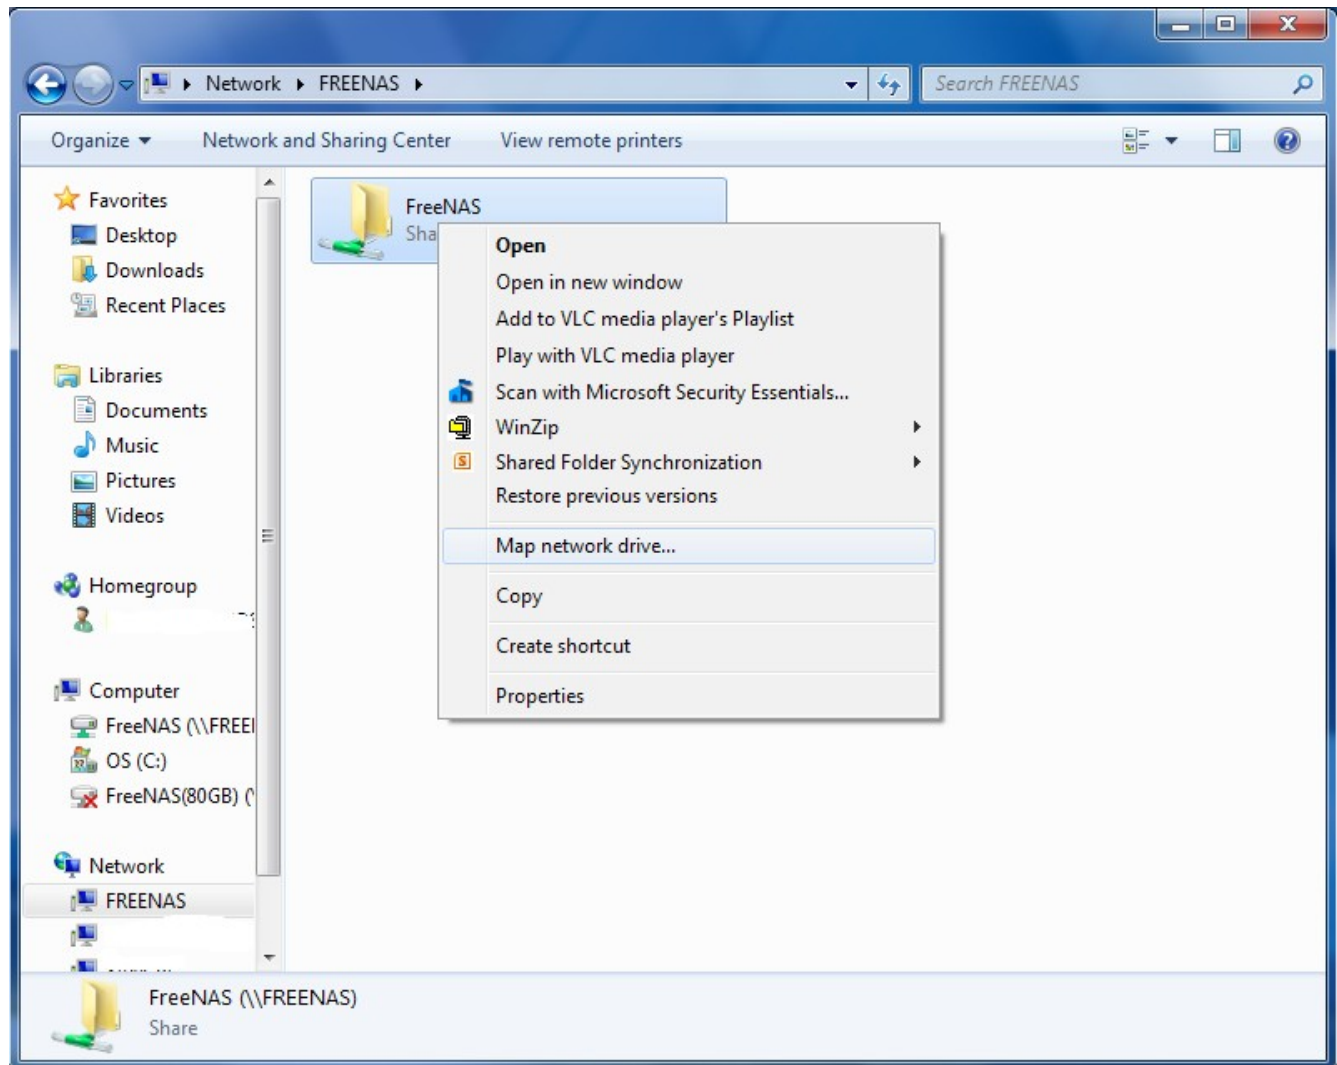 Network ▸ FREENAS ▸
Search FREENAS
Organize
Network and Sharing Center
View remote printers
Favorites
Desktop
Downloads
Recent Places
Libraries
Documents
Music
Pictures
Videos
Homegroup
Computer
FreeNAS (\\FREE
OS (C:)
FreeNAS(80GB) (
Network
FREENAS
FreeNAS
Sha
Open
Open in new window
Add to VLC media player's Playlist
Play with VLC media player
Scan with Microsoft Security Essentials...
WinZip
Shared Folder Synchronization
Restore previous versions
Map network drive...
Copy
Create shortcut
Properties
FreeNAS (\\FREENAS)
Share